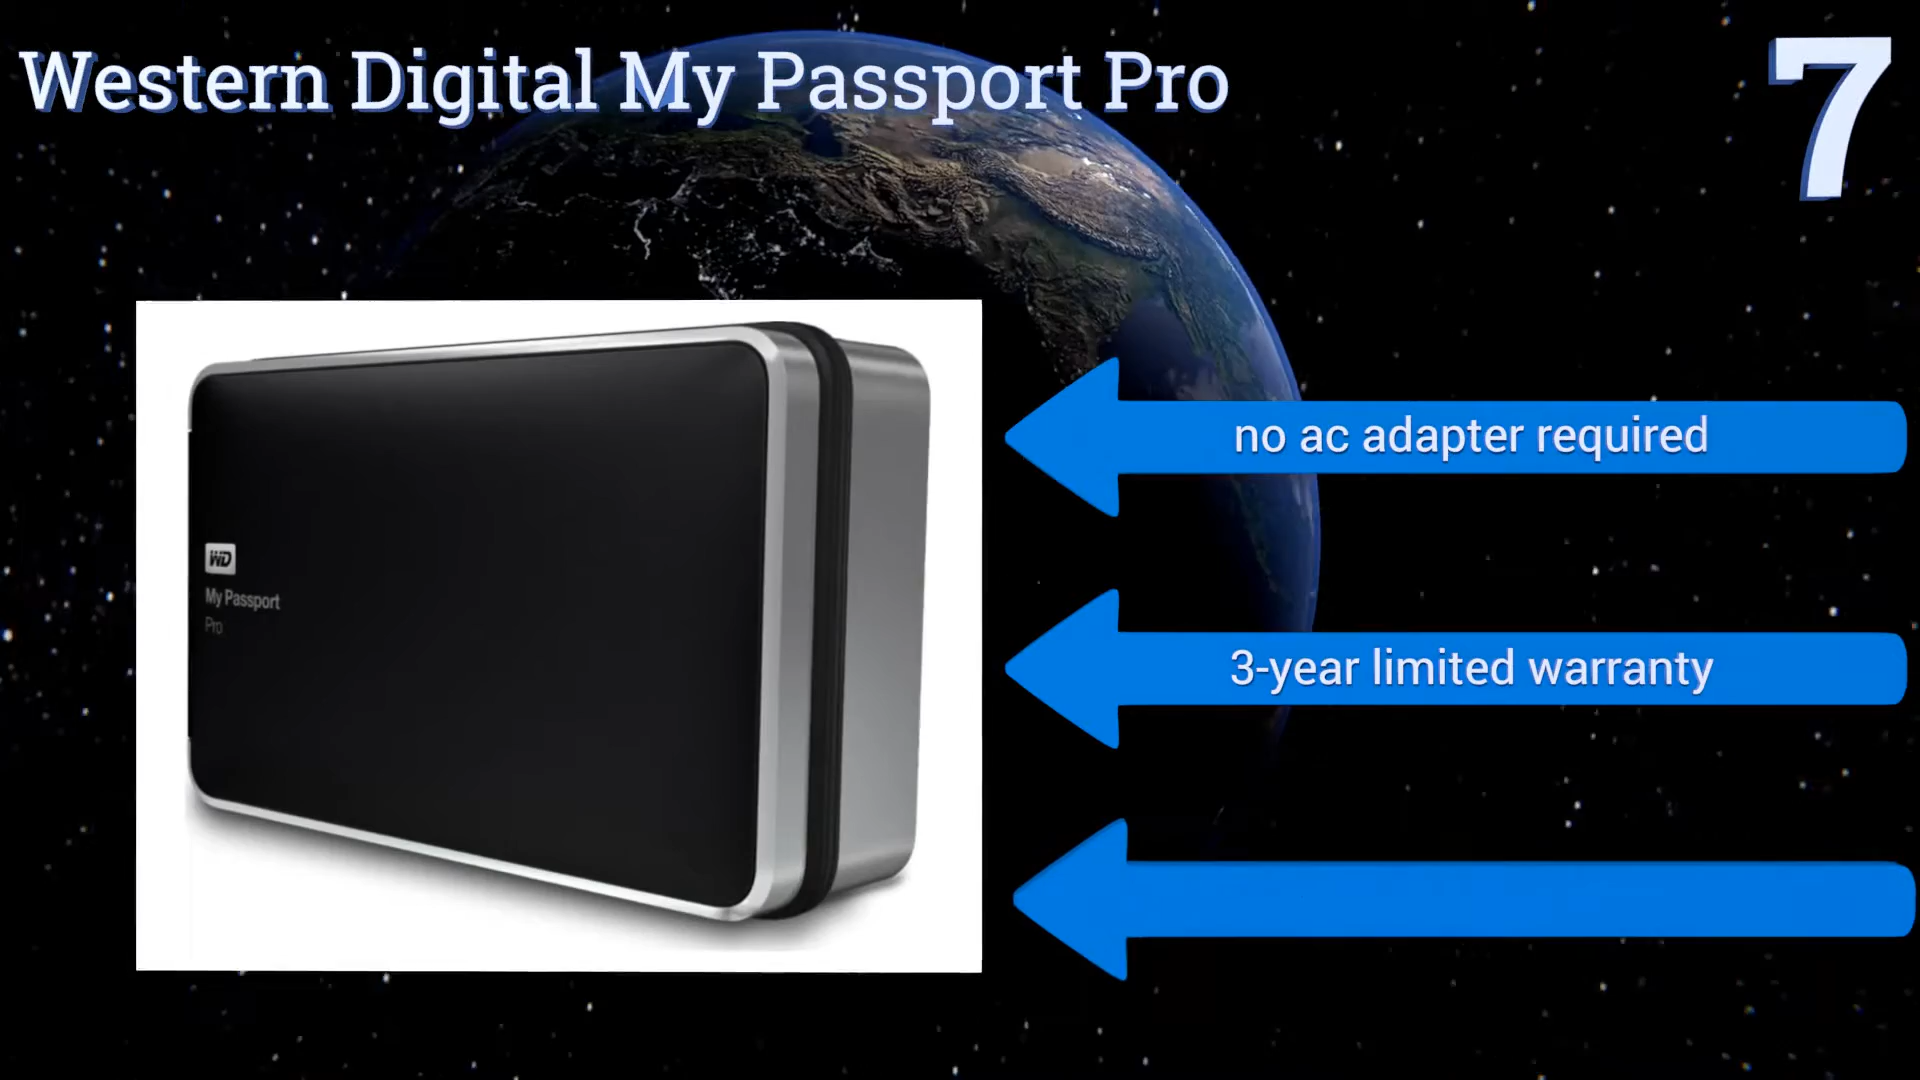 Western Digital My Passport Pro
7
no ac adapter required
WD
My Passport
Pro
3-year limited warranty